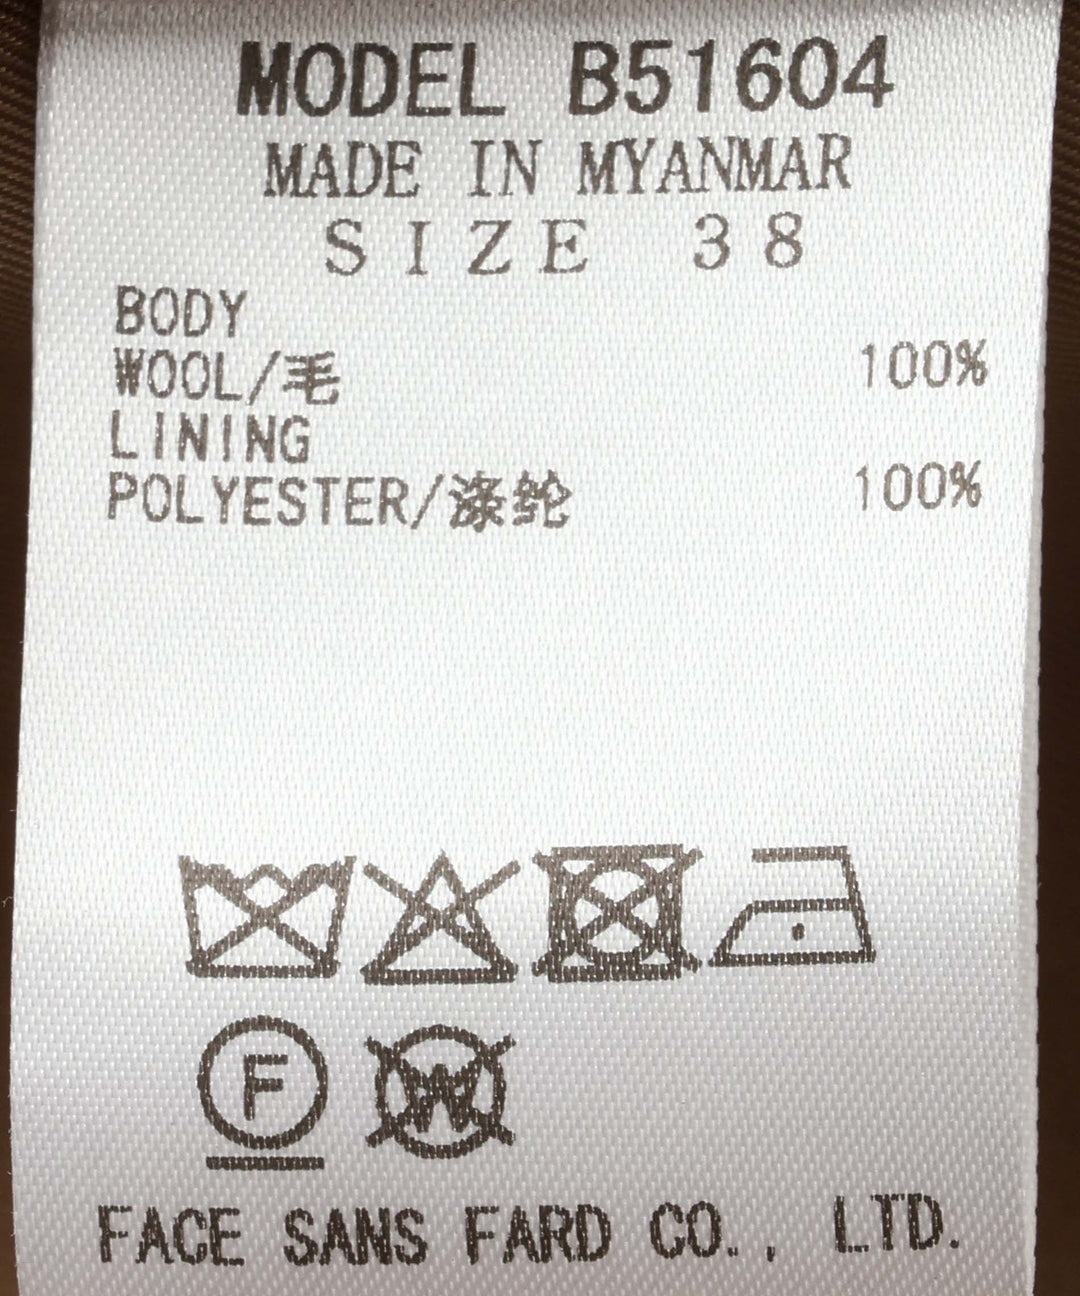 MODEL B51604
MADE IN MYANMAR
SIZE 38
BODY
WOOL/毛 100%
LINING
POLYESTER/涤纶 100%
F W
FACE SANS FARD CO., LTD.